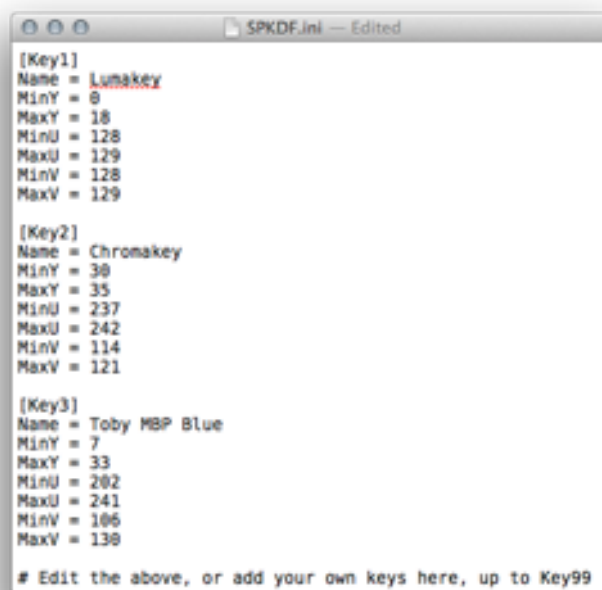 SPKDF.ini — Edited
[Key1]
Name = Lumakey
MinY = 0
MaxY = 18
MinU = 128
MaxU = 129
MinV = 128
MaxV = 129
[Key2]
Name = Chromakey
MinY = 30
MaxY = 35
MinU = 237
MaxU = 242
MinV = 114
MaxV = 121
[Key3]
Name = Toby MBP Blue
MinY = 7
MaxY = 33
MinU = 202
MaxU = 241
MinV = 106
MaxV = 130
# Edit the above, or add your own keys here, up to Key99